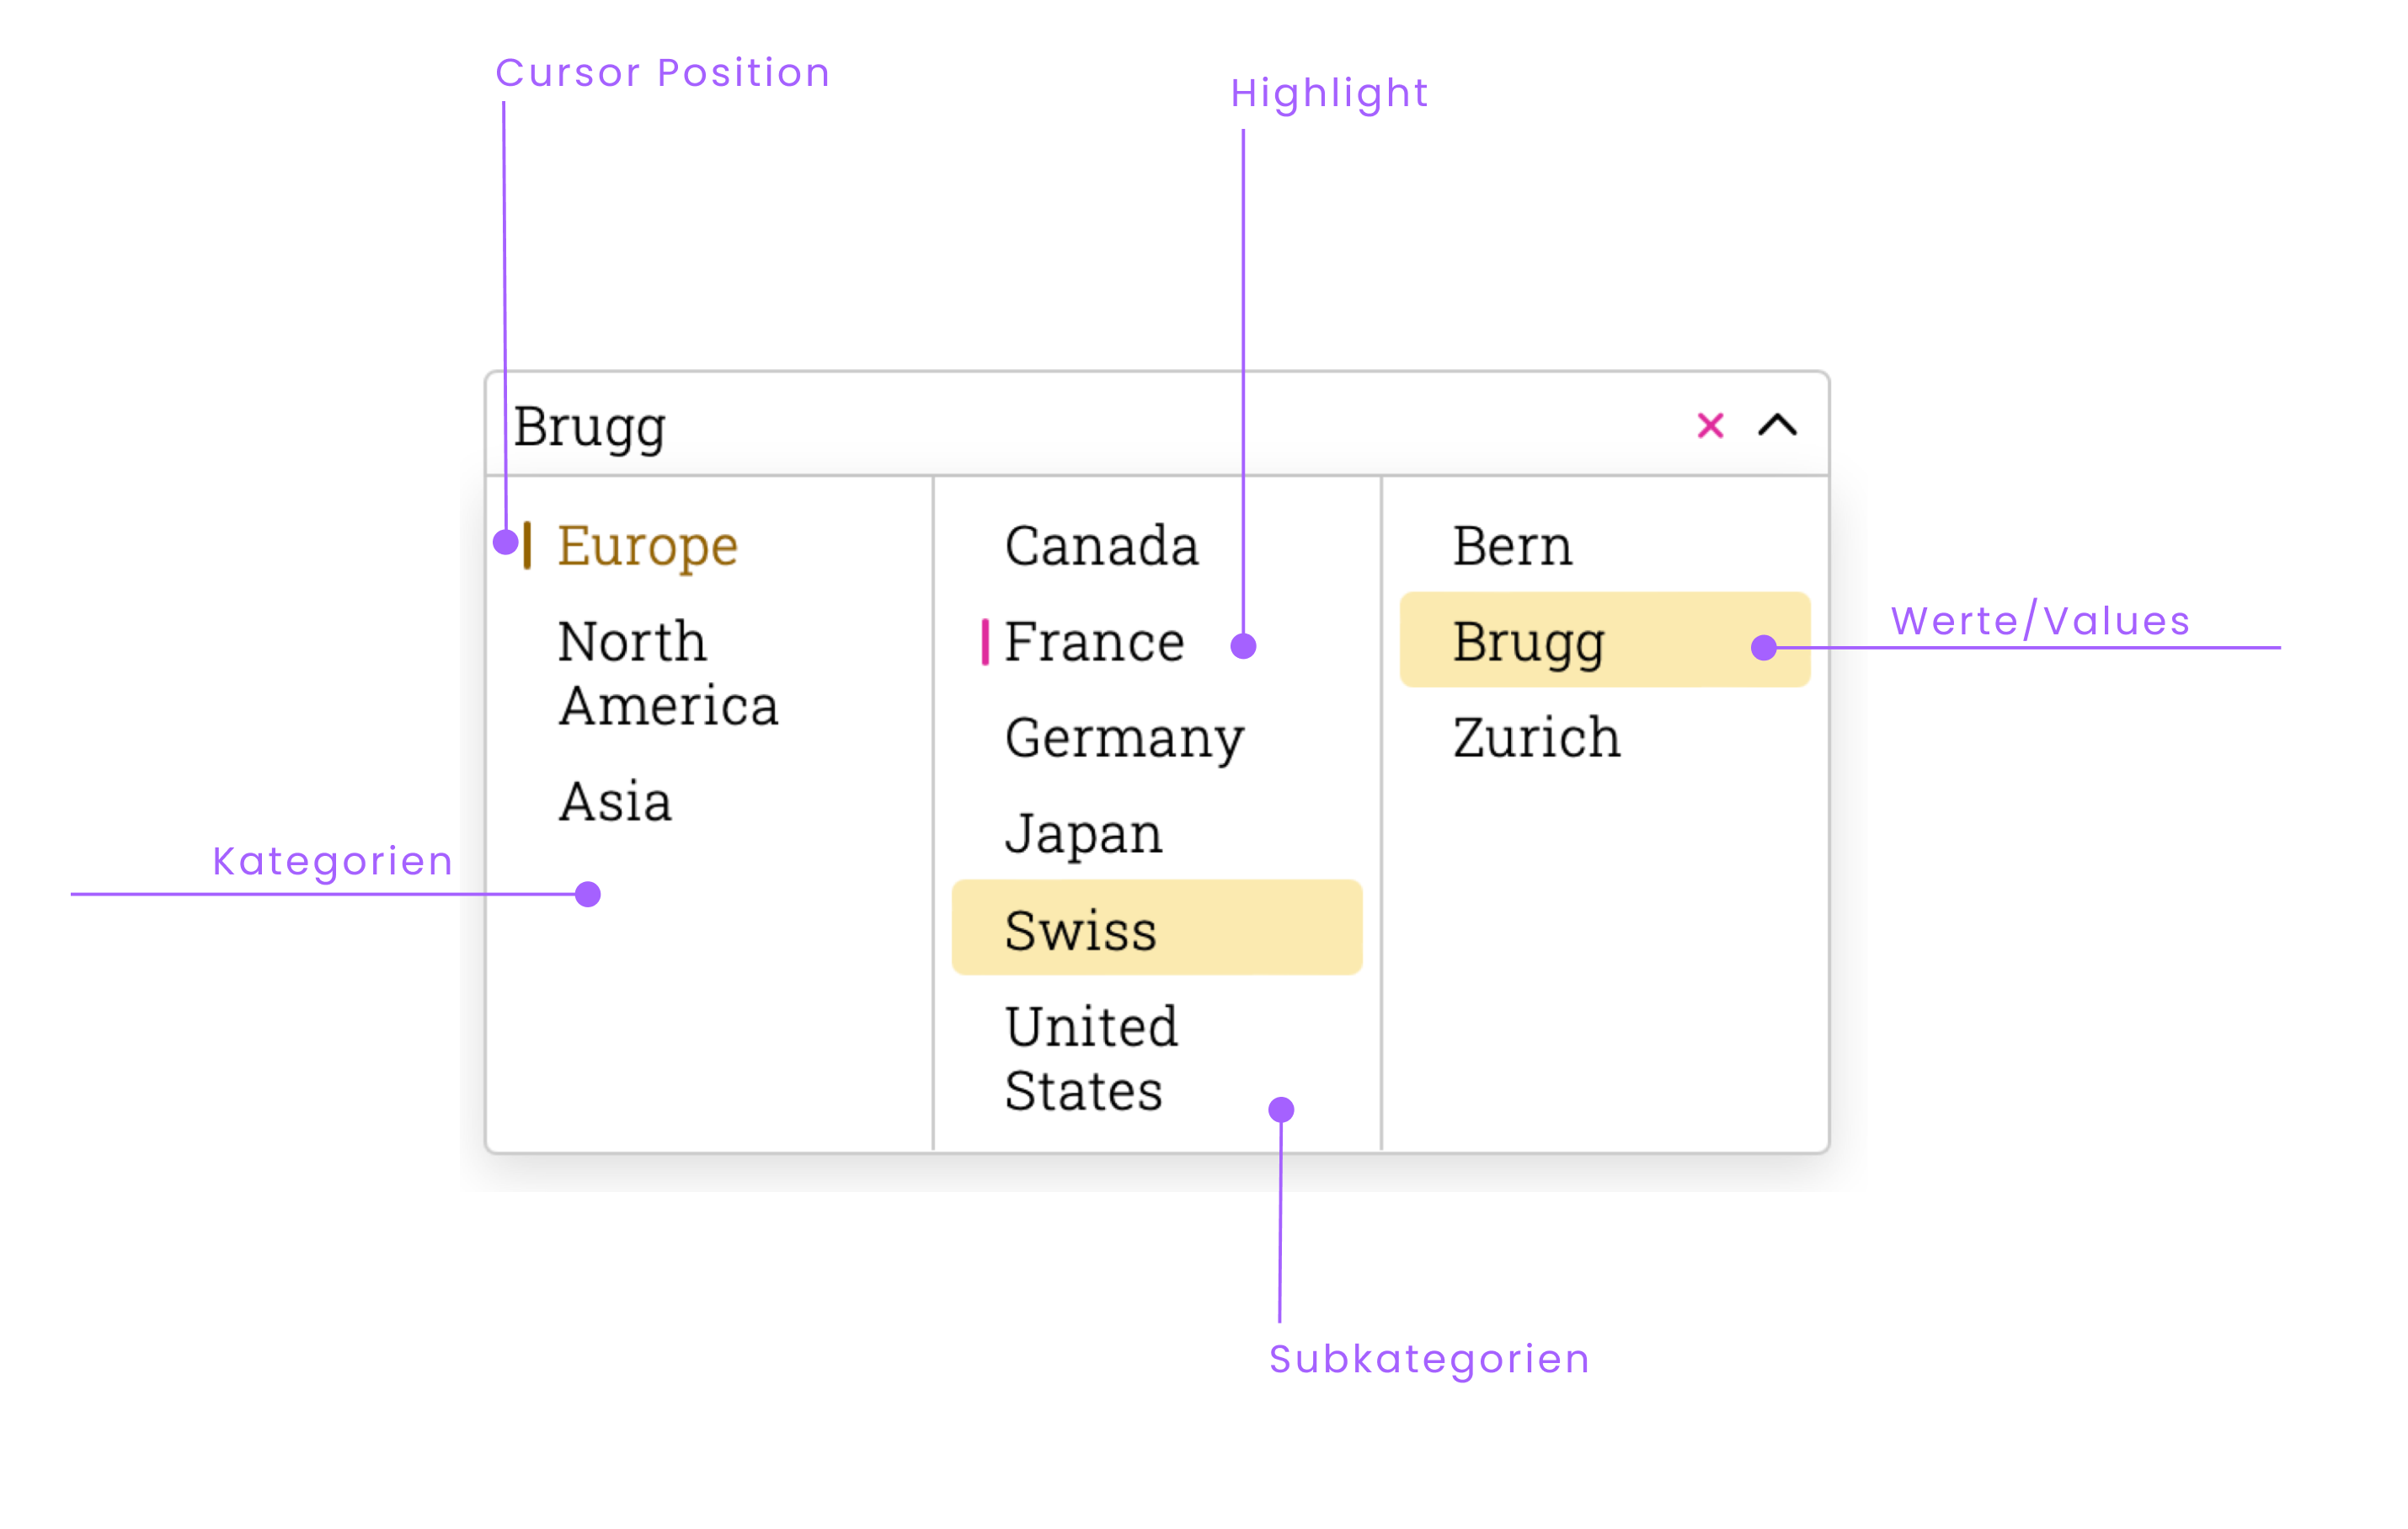 Cursor Position
Highlight
Brugg
Europe
North
America
Asia
Canada
France
Germany
Japan
Swiss
United
States
Bern
Brugg
Zurich
Werte/Values
Kategorien
Subkategorien